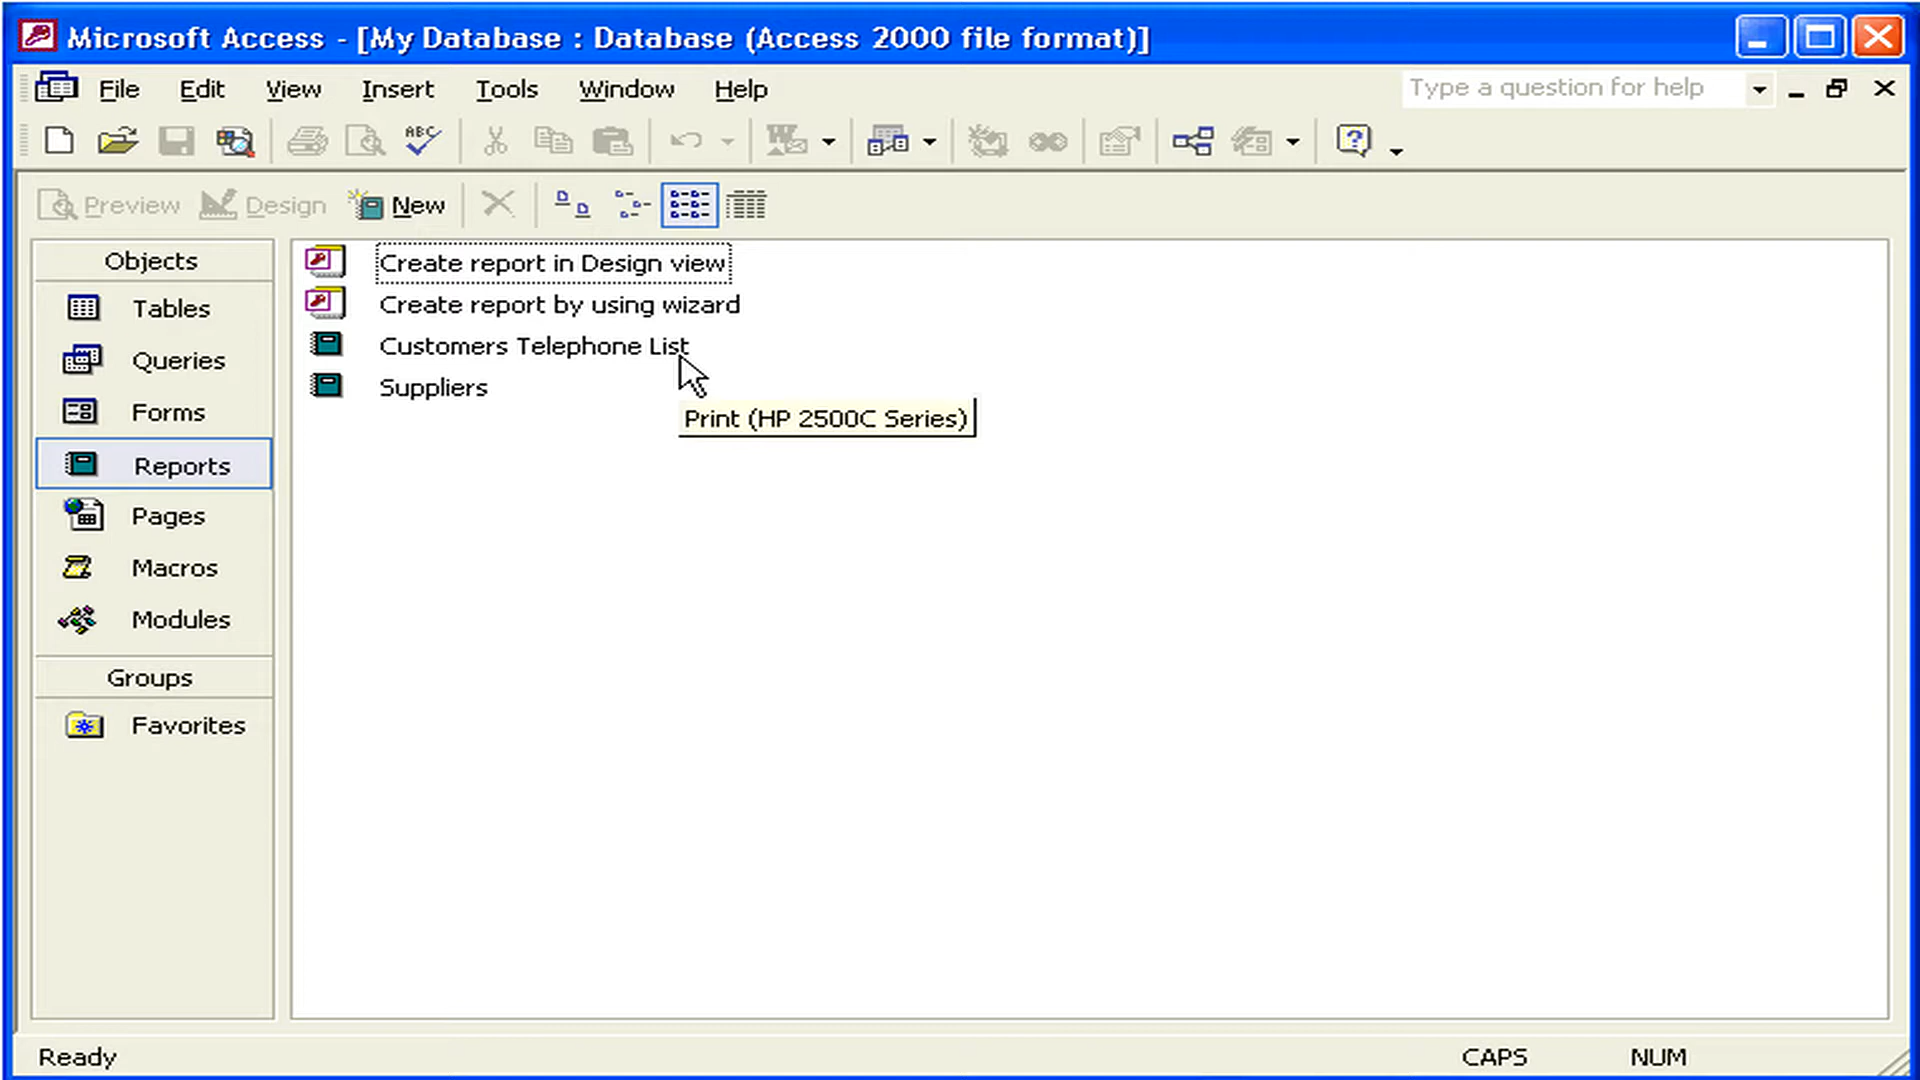 Microsoft Access - [My Database : Database (Access 2000 file format)]
File Edit View Insert Tools Window Help Type a question for help
ABC
Preview Design New
Objects
Tables
Queries
Forms
Reports
Pages
Macros
Modules
Groups
Favorites
Create report in Design view
Create report by using wizard
Customers Telephone List
Suppliers
Print (HP 2500C Series)
Ready CAPS NUM